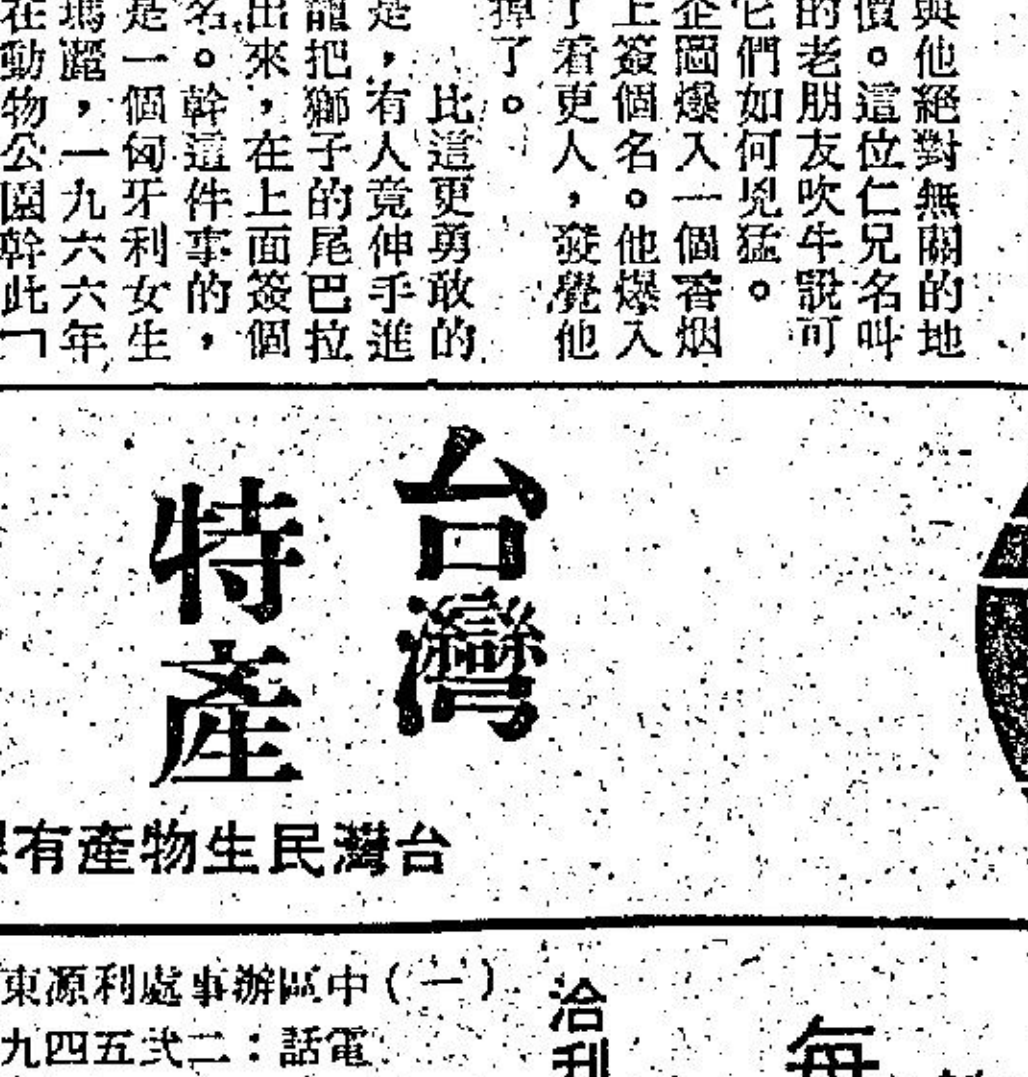 與他絕對無關的地
價。這位仁兄名叫
的老朋友吹牛說可
它們如何兇猛。
企圖爆入一個香烟
上簽個名。他爆入
了看更人,發覺他
掉了。
比這更勇敢的
是,有人竟伸手進
籠把獅子的尾巴拉
出來,在上面簽個
名。幹這件事的,
是一個匈牙利女生
瑪麗,一九六六年
在動物公園幹此「
台灣
特產
台灣民生物產有限
(一)中區辦事處利源東
電話:二弍五四九
洽利
每